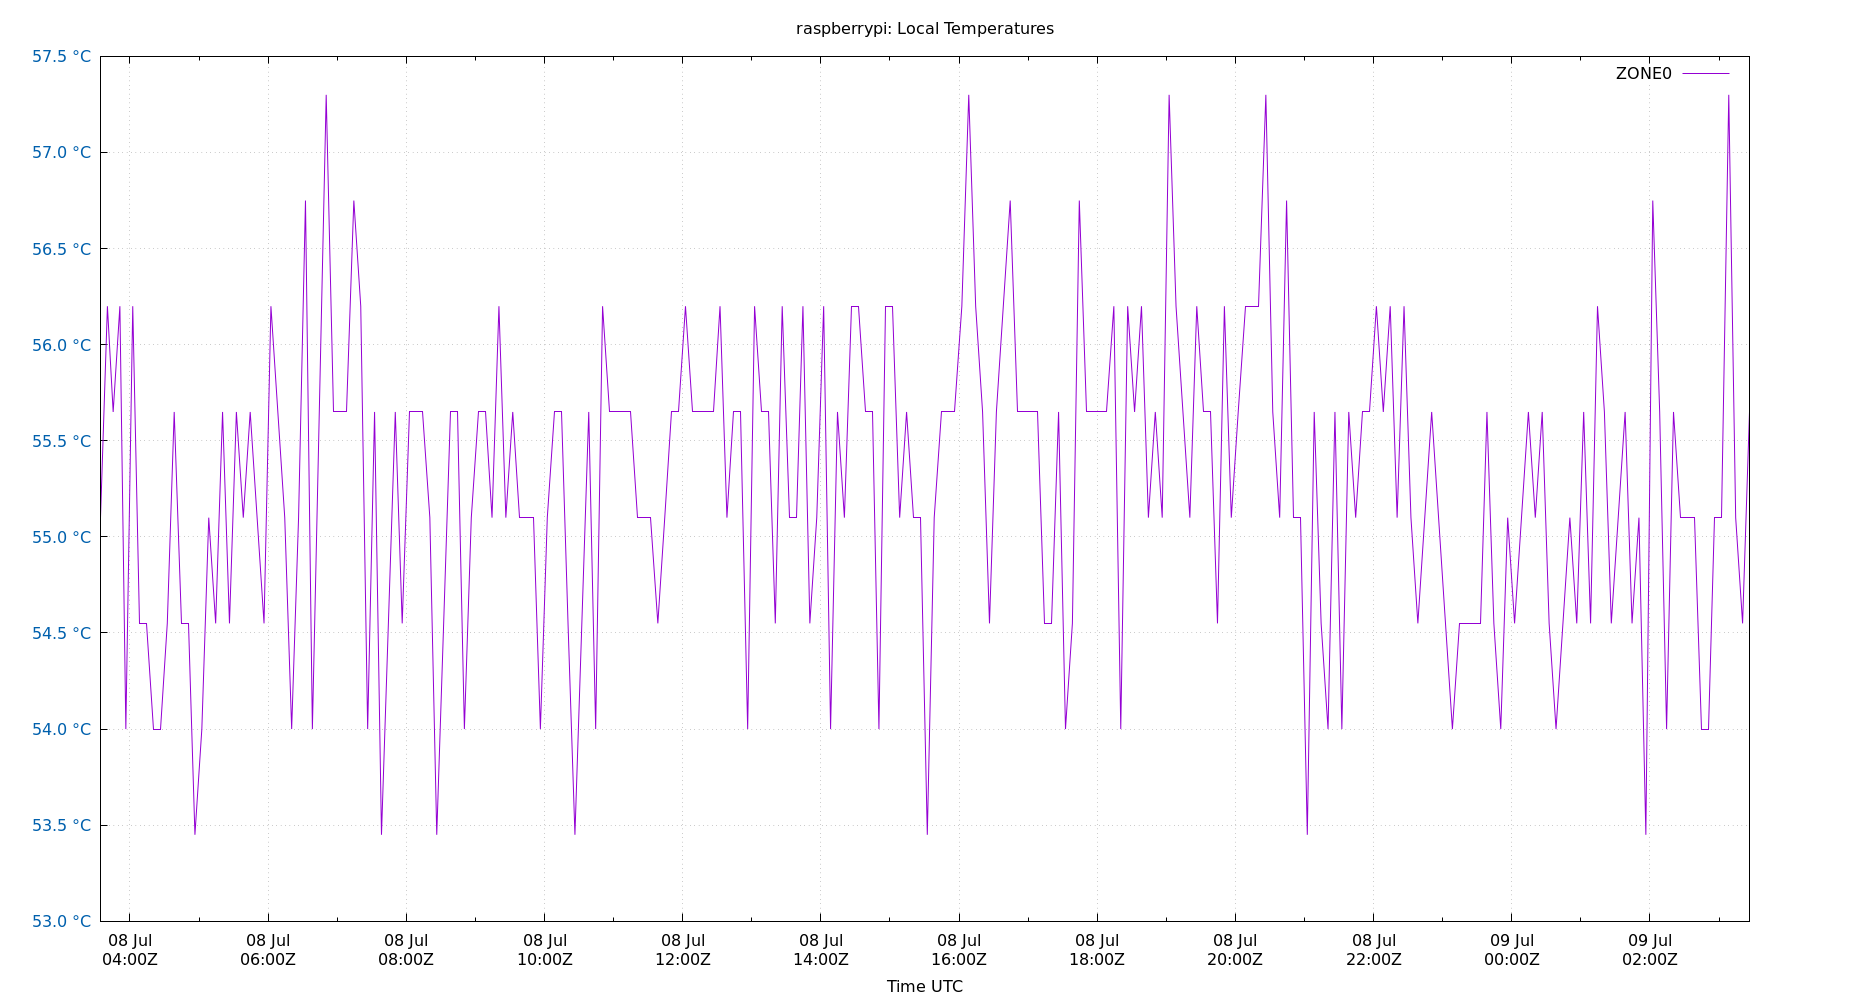 raspberrypi: Local Temperatures
57.5 °C
57.0 °C
56.5 °C
56.0 °C
55.5 °C
55.0 °C
54.5 °C
54.0 °C
53.5 °C
53.0 °C
ZONE0
08 Jul 08 Jul 08 Jul 08 Jul 08 Jul 08 Jul 08 Jul 08 Jul 08 Jul 08 Jul 09 Jul 09 Jul
04:00Z 06:00Z 08:00Z 10:00Z 12:00Z 14:00Z 16:00Z 18:00Z 20:00Z 22:00Z 00:00Z 02:00Z
Time UTC